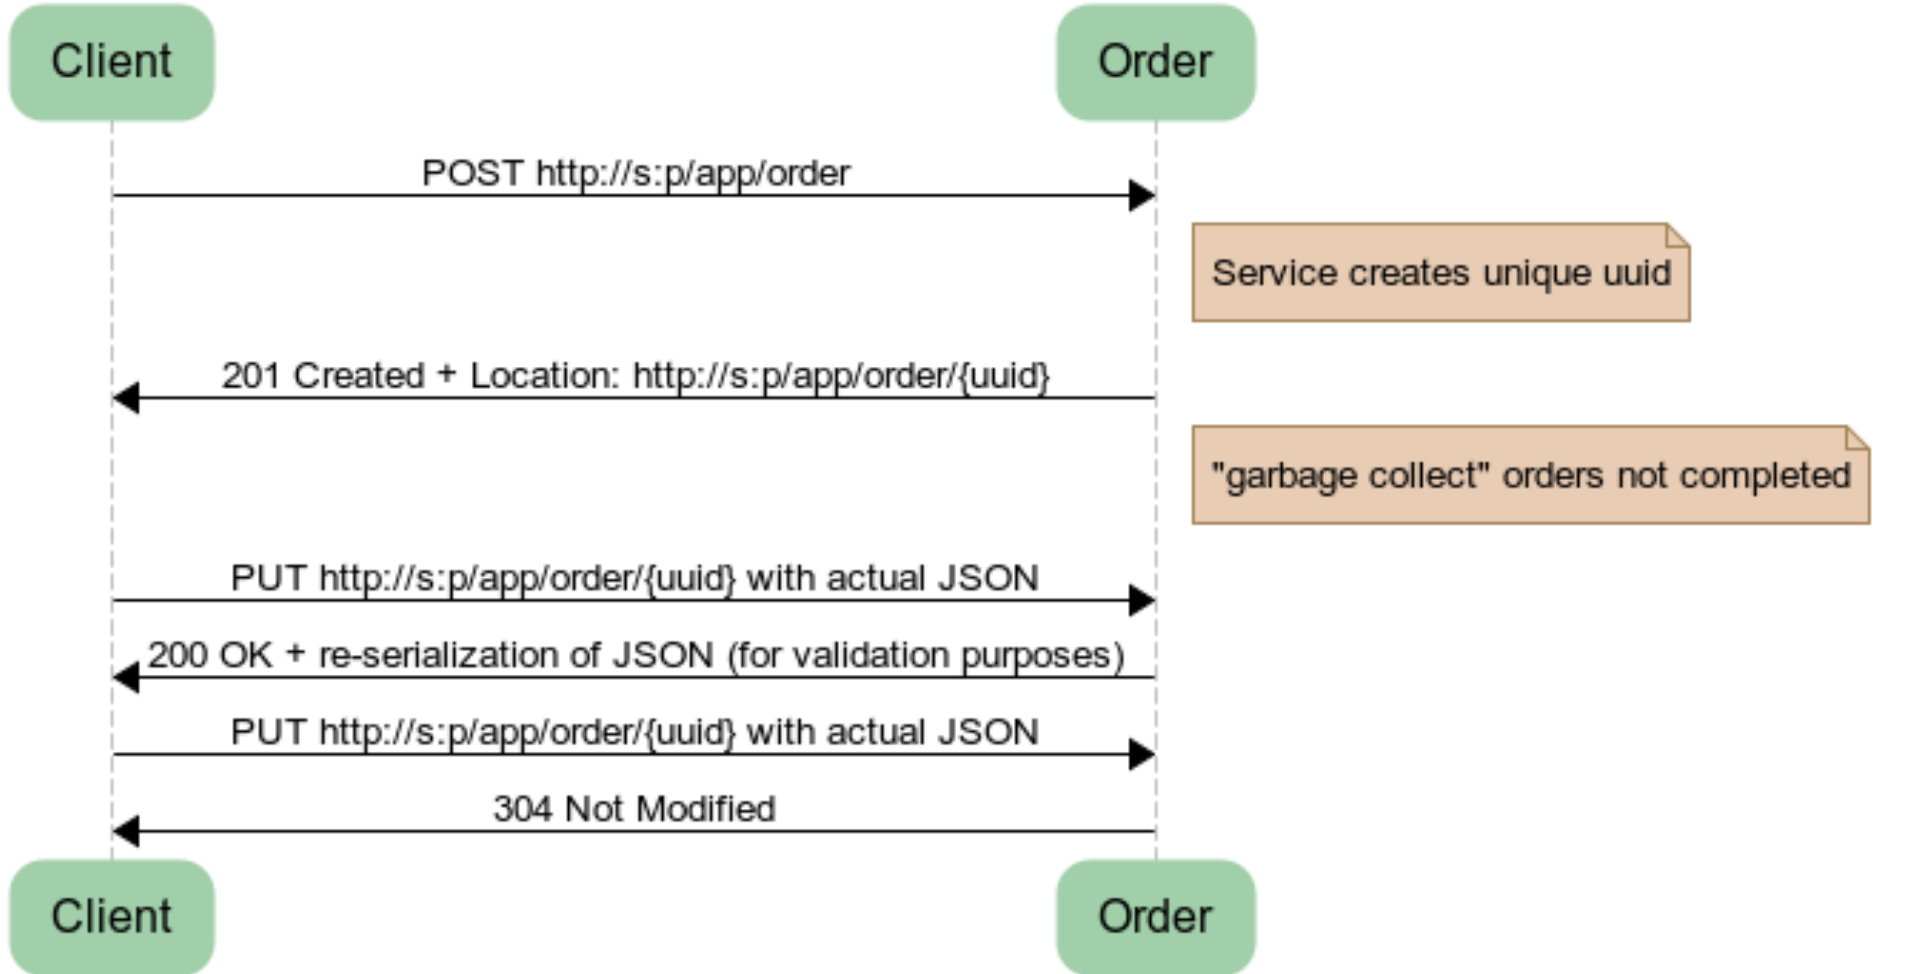 Client
Order
POST http://s:p/app/order
Service creates unique uuid
201 Created + Location: http://s:p/app/order/{uuid}
"garbage collect" orders not completed
PUT http://s:p/app/order/{uuid} with actual JSON
200 OK + re-serialization of JSON (for validation purposes)
PUT http://s:p/app/order/{uuid} with actual JSON
304 Not Modified
Client
Order